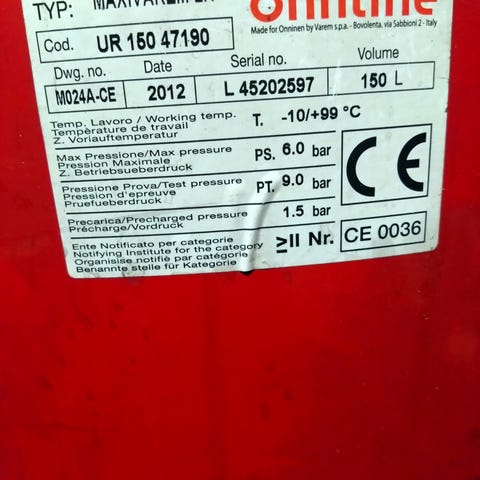 TYP: MAXIVAREM LR
Onnline
Made for Onninen by Varem s.p.a. - Bovolenta, via Sabbioni 2 - Italy
Cod. UR 150 47190
Dwg. no. Date Serial no. Volume
M024A-CE 2012 L 45202597 150 L
Temp. Lavoro / Working temp. T. -10/+99 °C
Température de travail
Z. Vorlauftemperatur
Max Pressione/Max pressure PS. 6.0 bar
Pression Maximale
Z. Betriebsueberdruck
Pressione Prova/Test pressure PT. 9.0 bar
Pression d'epreuve
Pruefueberdruck
Precarica/Precharged pressure 1.5 bar
Précharge/Vordruck
CE
Ente Notificato per categorie
Notifying Institute for the category ≥II Nr. CE 0036
Organisme notifié par catégorie
Benannte stelle für Kategorie